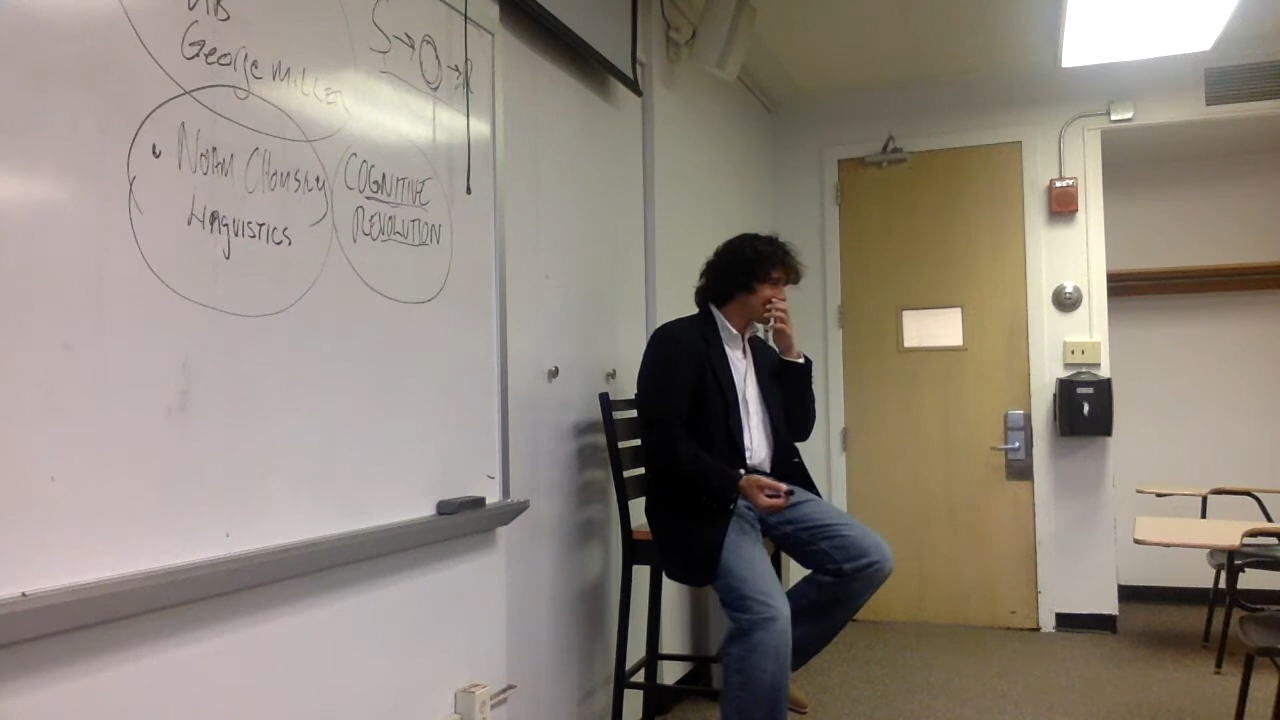 George Miller
S→O→R
• Noam Chomsky
Linguistics
COGNITIVE
REVOLUTION